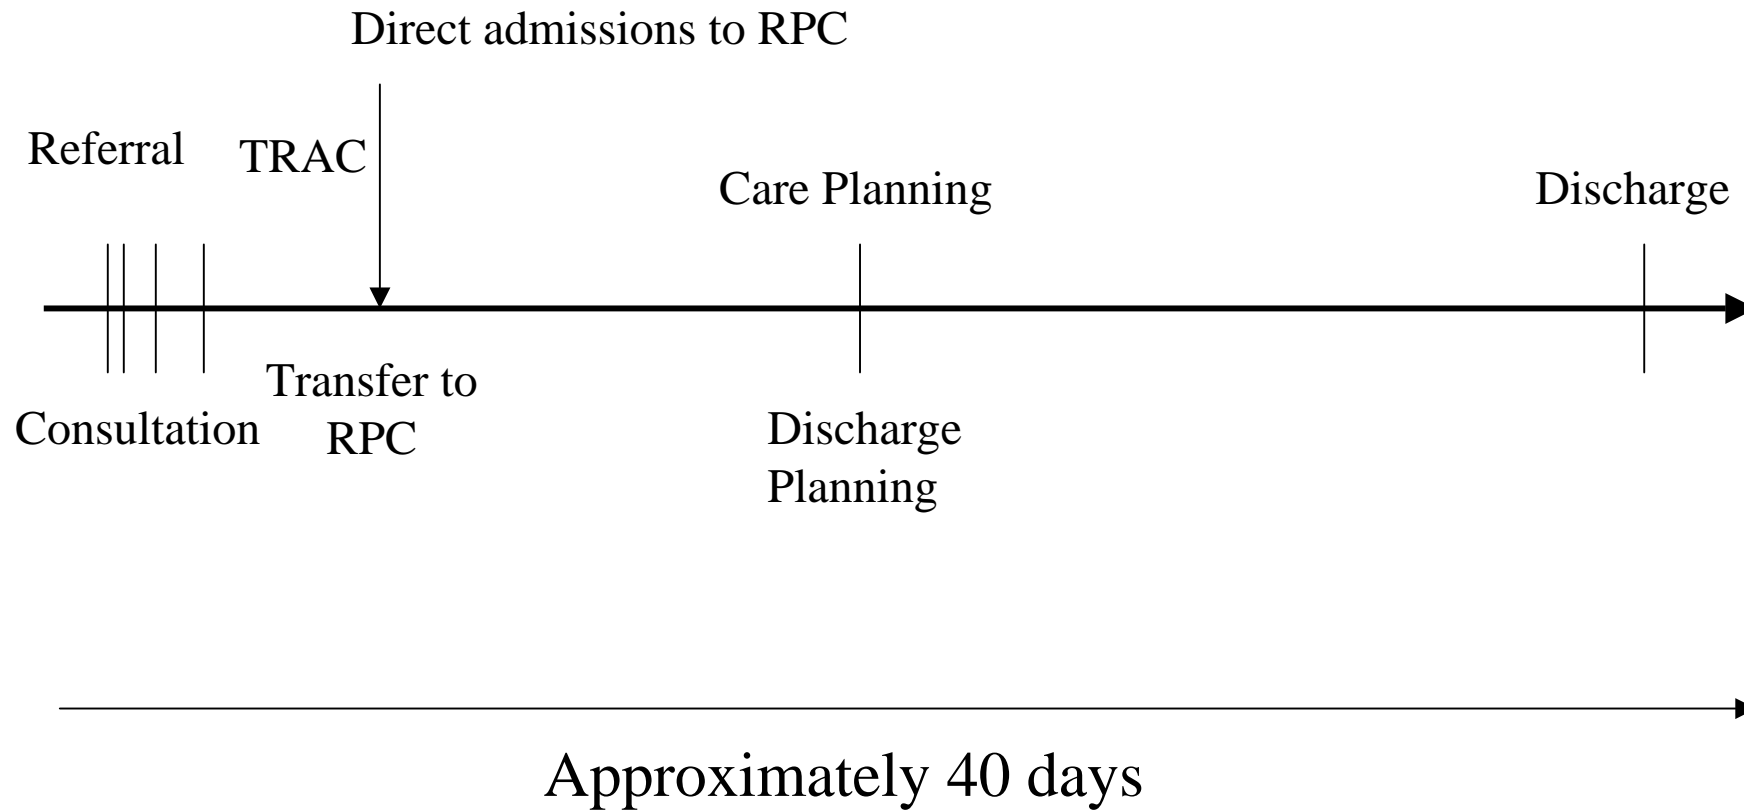 Direct admissions to RPC
Referral
TRAC
Care Planning
Discharge
Transfer to
RPC
Consultation
Discharge
Planning
Approximately 40 days